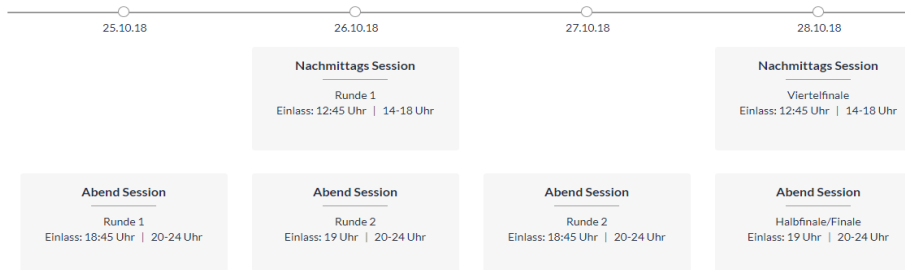 25.10.18
26.10.18
27.10.18
28.10.18
Nachmittags Session
Runde 1
Einlass: 12:45 Uhr | 14-18 Uhr
Nachmittags Session
Viertelfinale
Einlass: 12:45 Uhr | 14-18 Uhr
Abend Session
Runde 1
Einlass: 18:45 Uhr | 20-24 Uhr
Abend Session
Runde 2
Einlass: 19 Uhr | 20-24 Uhr
Abend Session
Runde 2
Einlass: 18:45 Uhr | 20-24 Uhr
Abend Session
Halbfinale/Finale
Einlass: 19 Uhr | 20-24 Uhr